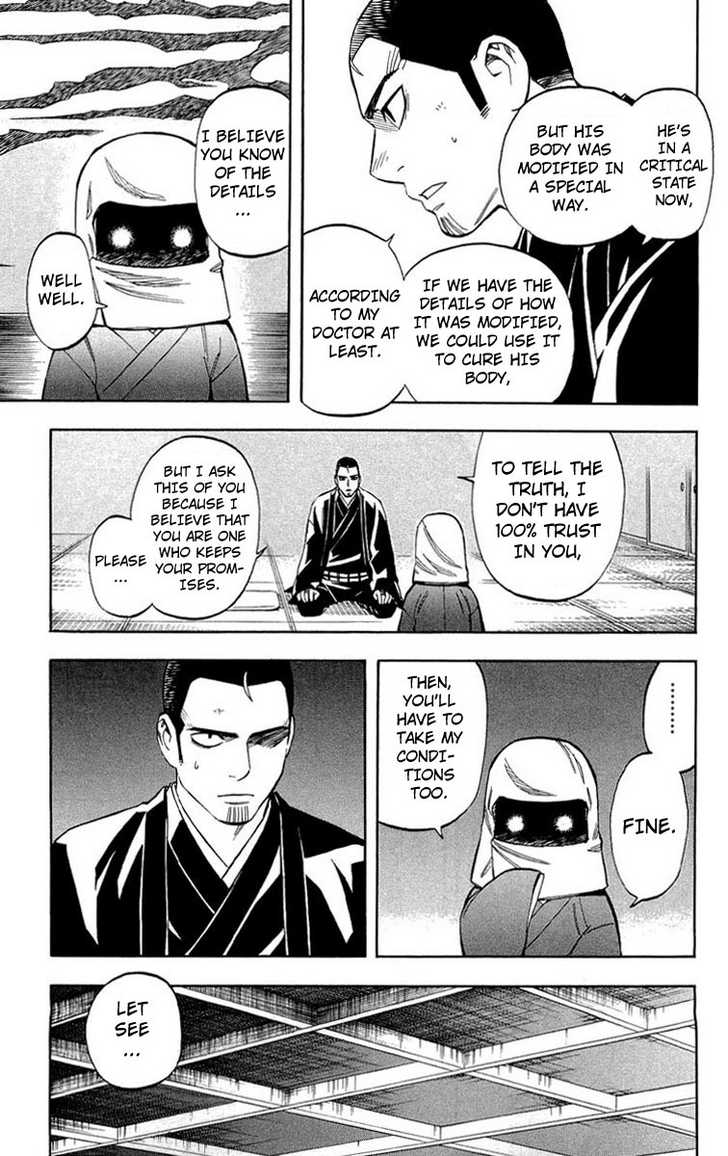 HE'S
IN A
CRITICAL
STATE
NOW,
BUT HIS
BODY WAS
MODIFIED IN
A SPECIAL
WAY.
IF WE HAVE THE
DETAILS OF HOW
IT WAS MODIFIED,
WE COULD USE IT
TO CURE HIS
BODY,
ACCORDING
TO MY
DOCTOR AT
LEAST.
I BELIEVE
YOU KNOW
OF THE
DETAILS
...
WELL
WELL.
TO TELL THE
TRUTH, I
DON'T HAVE
100% TRUST
IN YOU,
BUT I ASK
THIS OF YOU
BECAUSE I
BELIEVE THAT
YOU ARE ONE
WHO KEEPS
YOUR PROM-
ISES.
PLEASE
...
........
FINE.
THEN,
YOU'LL
HAVE TO
TAKE MY
CONDI-
TIONS
TOO.
LET
SEE
...